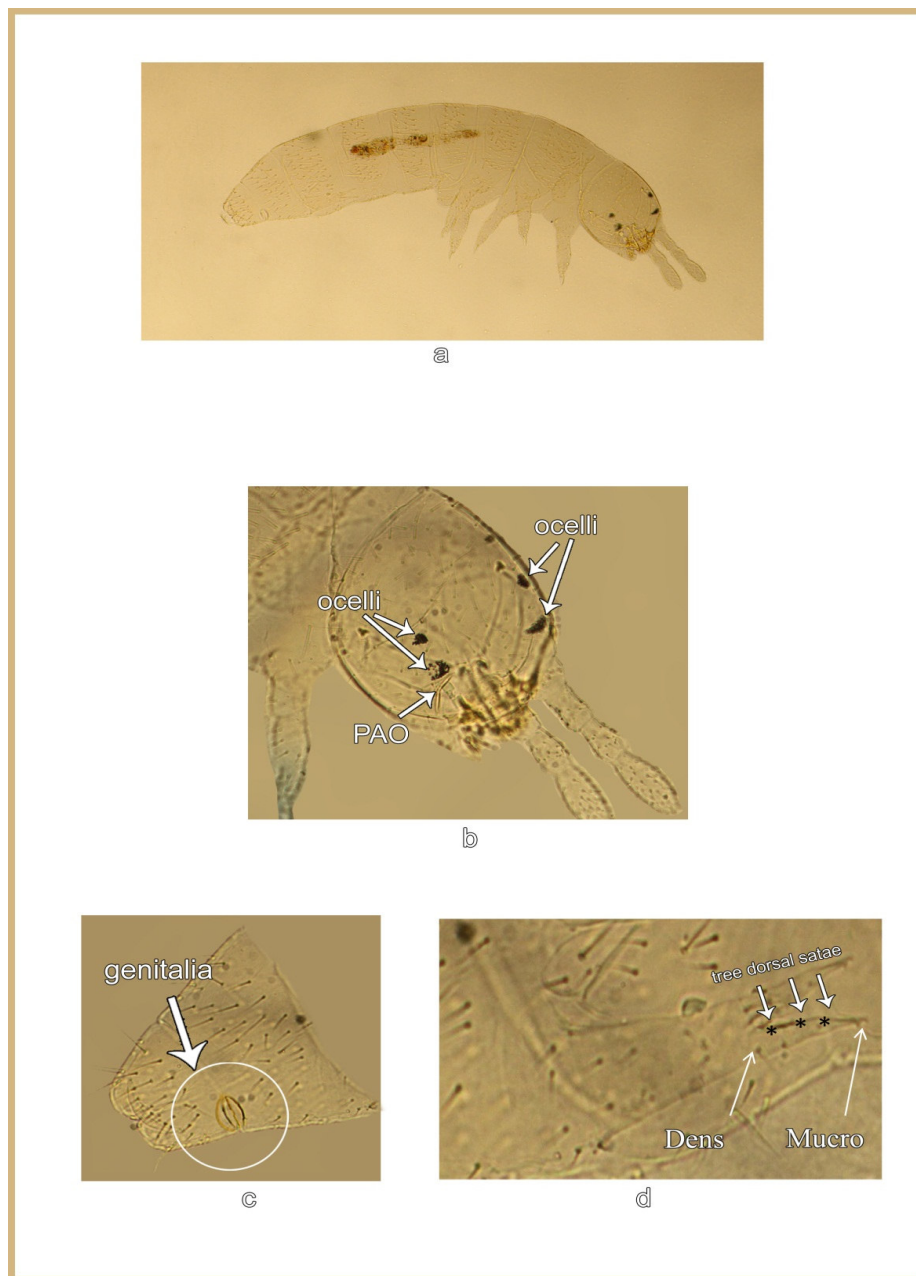 a
ocelli
ocelli
PAO
b
genitalia
c
tree dorsal satae
* * *
Dens Mucro
d